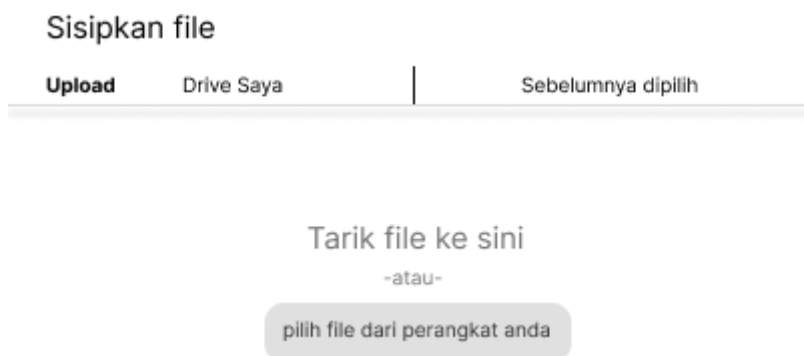 Sisipkan file
Upload Drive Saya Sebelumnya dipilih
Tarik file ke sini
-atau-
pilih file dari perangkat anda